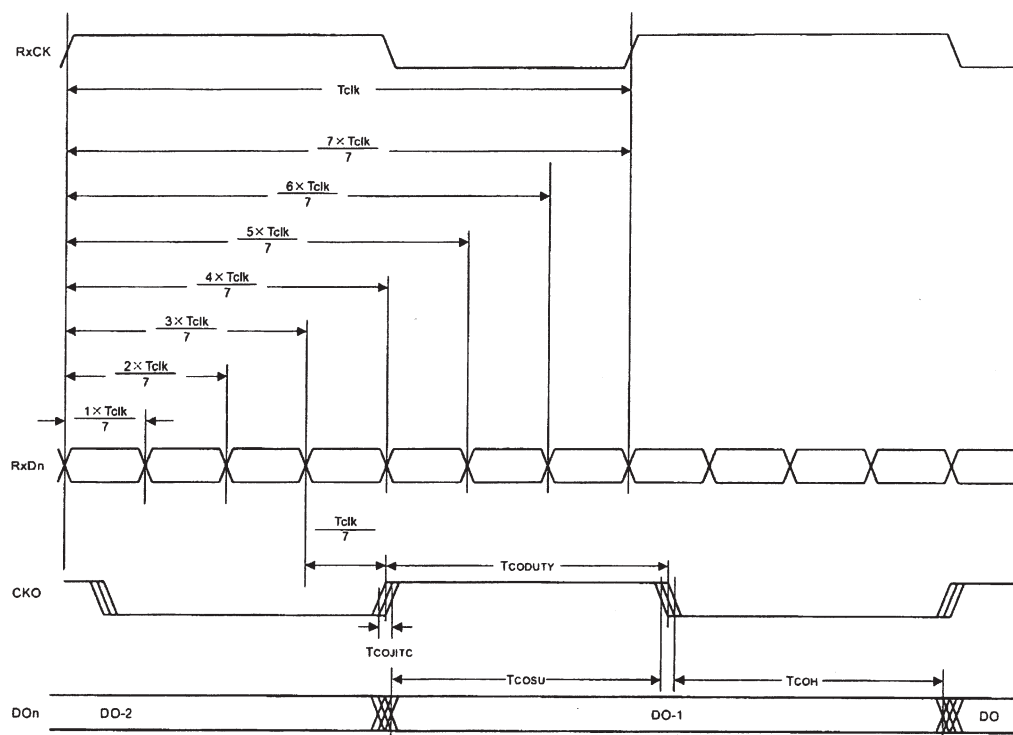 RxCK
Tclk
7 × Tclk
7
6 × Tclk
7
5 × Tclk
7
4 × Tclk
7
3 × Tclk
7
2 × Tclk
7
1 × Tclk
7
RxDn
Tclk
7
TCODUTY
CKO
TCOJITC
TCOSU
TCOH
DOn
DO-2
DO-1
DO